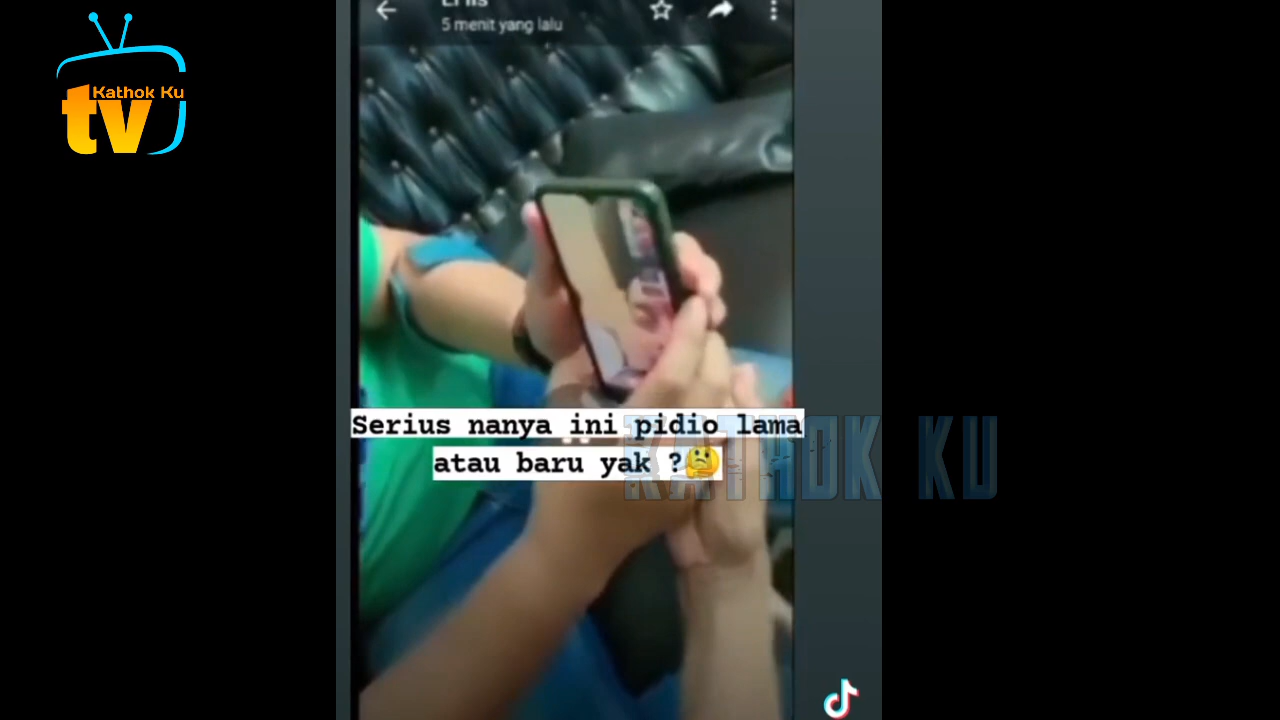 Kathok Ku
tv
5 menit yang lalu
Serius nanya ini pidio lama
atau baru yak ?🤔
KATHOK KU